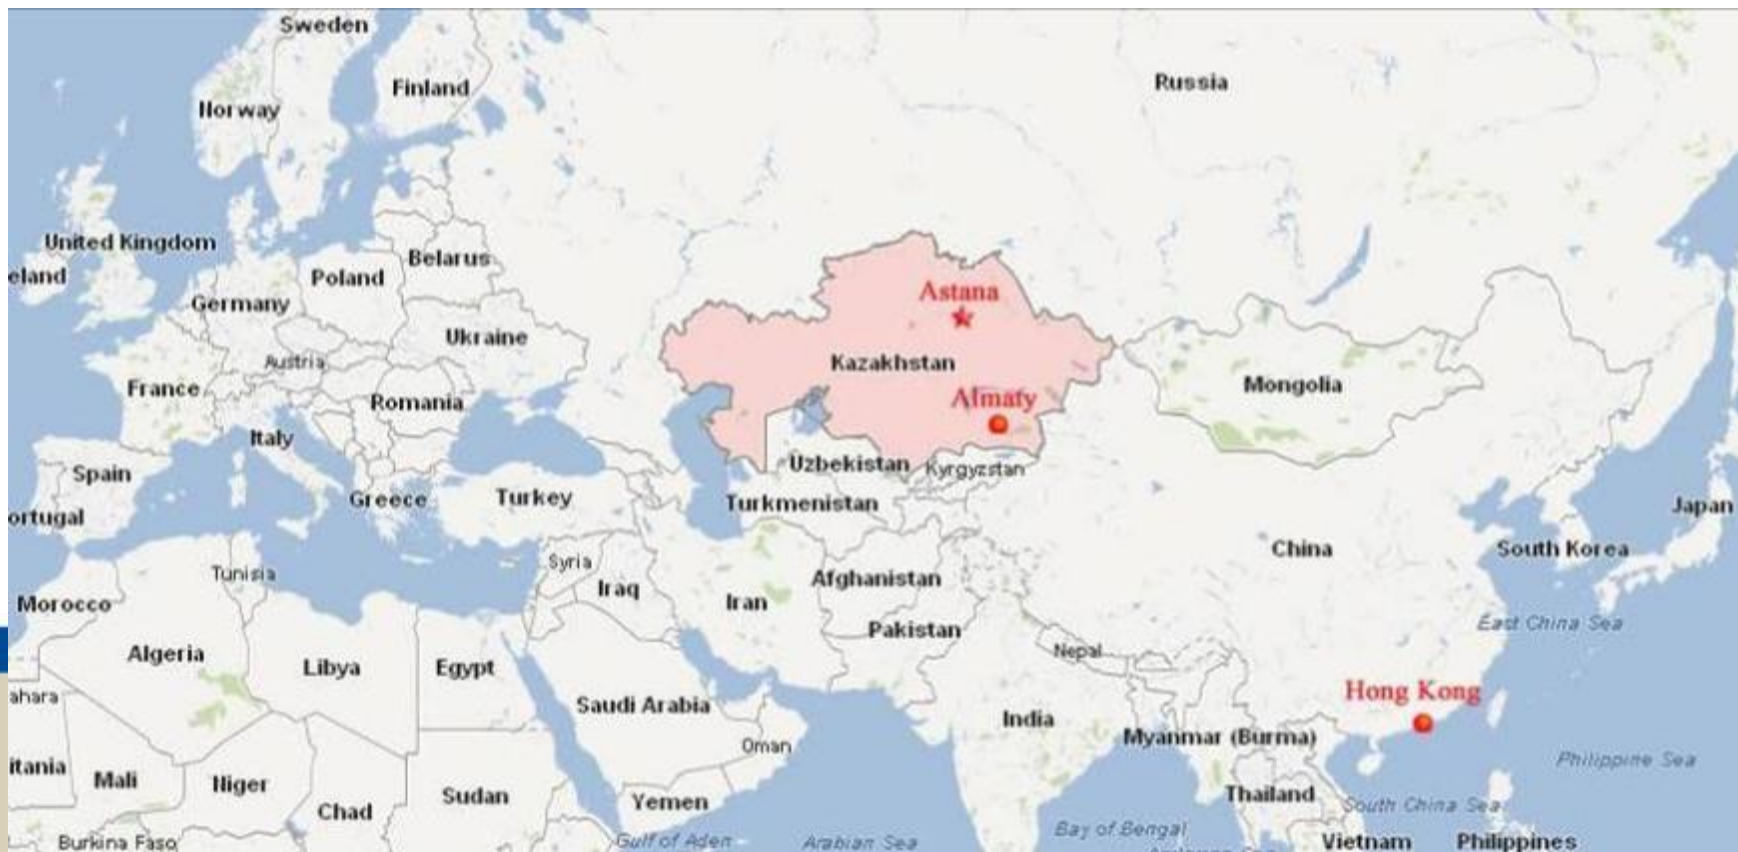 Sweden
Finland
Russia
Norway
United Kingdom
eland
Belarus
Poland
Germany
Astana
Ukraine
Austria
Kazakhstan
France
Mongolia
Almaty
Romania
Italy
Uzbekistan
Kyrgyzstan
Spain
Greece
Turkey
Turkmenistan
Japan
ortugal
China
South Korea
Syria
Tunisia
Afghanistan
Iraq
Iran
Morocco
East China Sea
Pakistan
Nepal
Algeria
Libya
Egypt
Hong Kong
ahara
Saudi Arabia
India
Myanmar (Burma)
Oman
Philippine Sea
itania
Mali
Niger
Thailand
Sudan
Yemen
South China Sea
Chad
Bay of Bengal
Burkina Faso
Gulf of Aden
Arabian Sea
Vietnam
Philippines